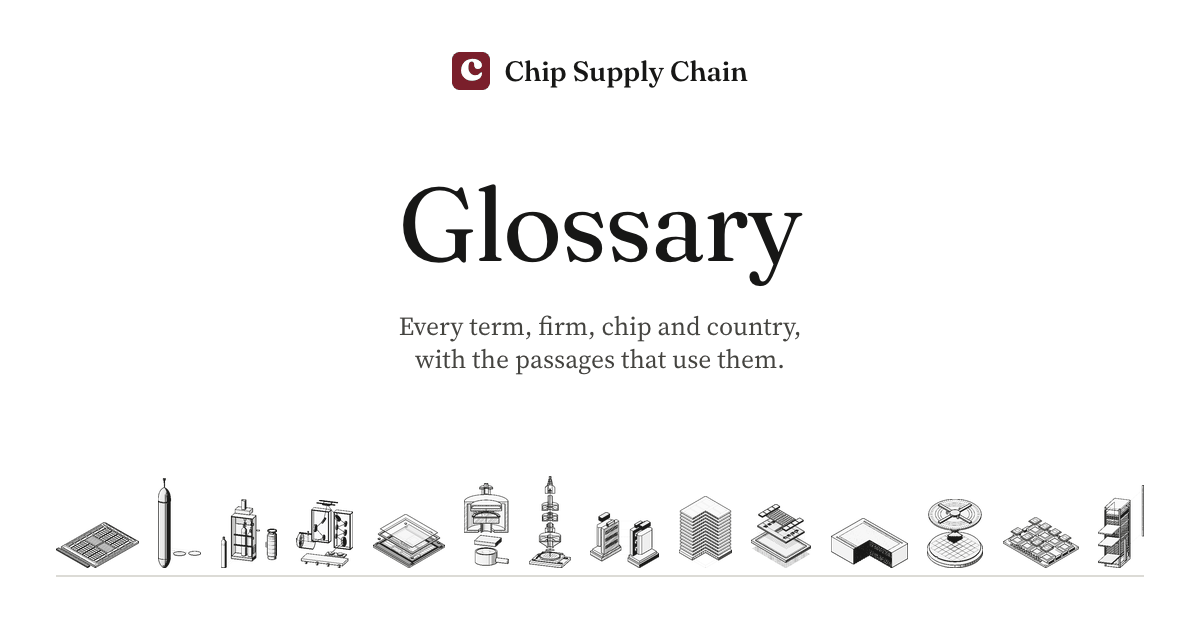 C Chip Supply Chain
Glossary
Every term, firm, chip and country,
with the passages that use them.